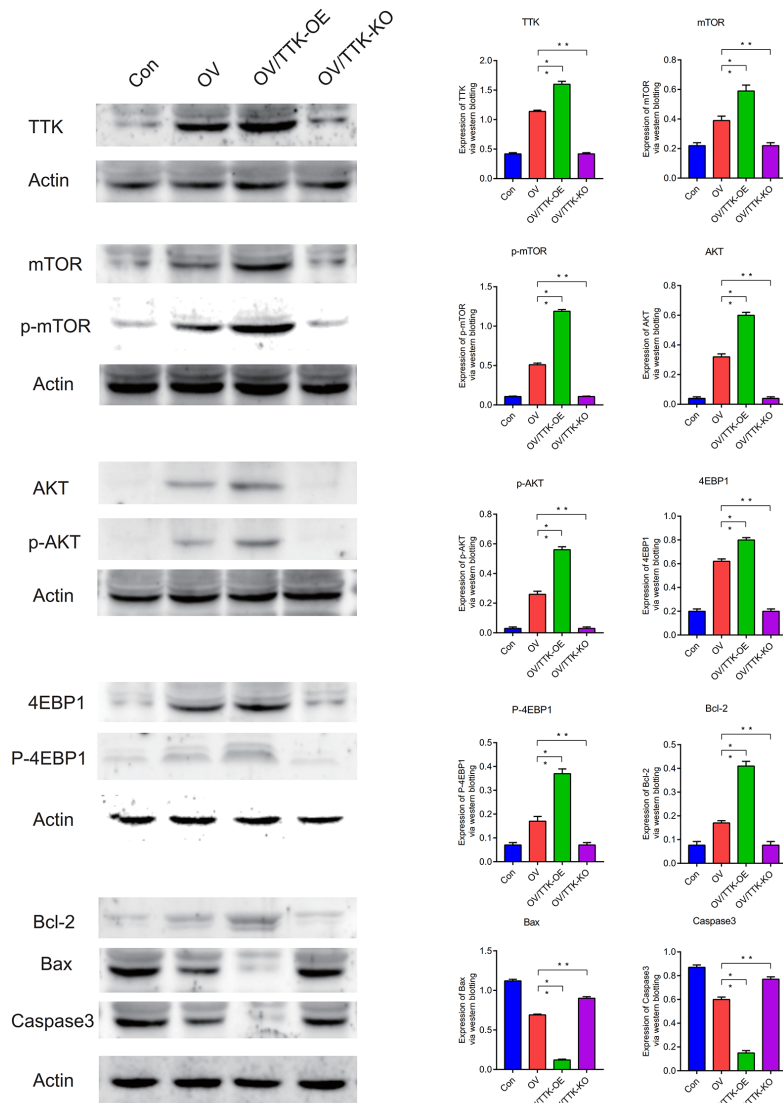 Con OV OV/TTK-OE OV/TTK-KO
TTK
Actin
mTOR
p-mTOR
Actin
AKT
p-AKT
Actin
4EBP1
P-4EBP1
Actin
Bcl-2
Bax
Caspase3
Actin
TTK
Expression of TTK
via western blotting
2.0
1.5
1.0
0.5
0.0
* *
*
*
Con OV OV/TTK-OE OV/TTK-KO
mTOR
Expression of mTOR
via western blotting
0.8
0.6
0.4
0.2
0.0
* *
*
*
Con OV OV/TTK-OE OV/TTK-KO
p-mTOR
Expression of p-mTOR
via western blotting
1.5
1.0
0.5
0.0
* *
*
*
Con OV OV/TTK-OE OV/TTK-KO
AKT
Expression of AKT
via western blotting
0.8
0.6
0.4
0.2
0.0
* *
*
*
Con OV OV/TTK-OE OV/TTK-KO
p-AKT
Expression of p-AKT
via western blotting
0.8
0.6
0.4
0.2
0.0
* *
*
*
Con OV OV/TTK-OE OV/TTK-KO
4EBP1
Expression of 4EBP1
via western blotting
1.0
0.8
0.6
0.4
0.2
0.0
* *
*
*
Con OV OV/TTK-OE OV/TTK-KO
P-4EBP1
Expression of P-4EBP1
via western blotting
0.5
0.4
0.3
0.2
0.1
0.0
* *
*
*
Con OV OV/TTK-OE OV/TTK-KO
Bcl-2
Expression of Bcl-2
via western blotting
0.5
0.4
0.3
0.2
0.1
0.0
* *
*
*
Con OV OV/TTK-OE OV/TTK-KO
Bax
Expression of Bax
via western blotting
1.5
1.0
0.5
0.0
* *
*
*
Con OV OV/TTK-OE OV/TTK-KO
Caspase3
Expression of Caspase3
via western blotting
1.0
0.8
0.6
0.4
0.2
0.0
* *
*
*
Con OV OV/TTK-OE OV/TTK-KO